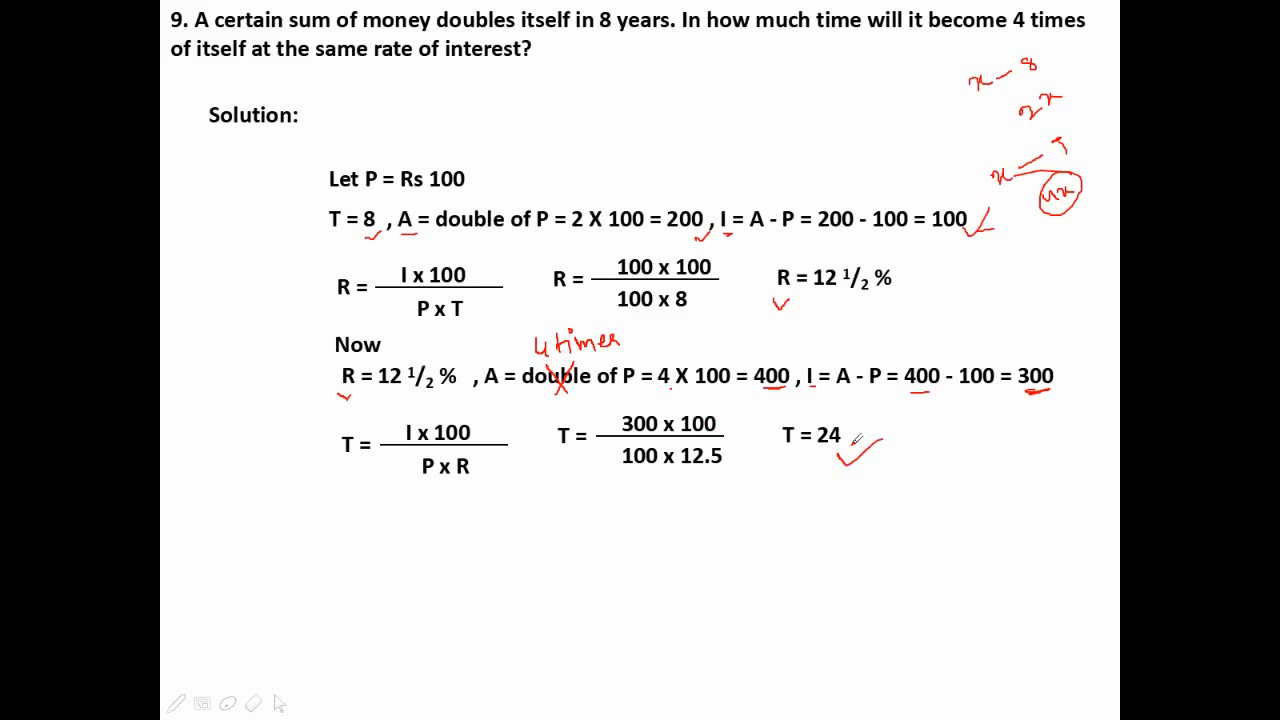 9. A certain sum of money doubles itself in 8 years. In how much time will it become 4 times
of itself at the same rate of interest?
x – 8
2x
Solution:
x – ?
4x
Let P = Rs 100
T = 8 , A = double of P = 2 X 100 = 200 , I = A - P = 200 - 100 = 100
R = I x 100 / P x T R = 100 x 100 / 100 x 8 R = 12 1/2 %
Now
4 times
R = 12 1/2 % , A = double of P = 4 X 100 = 400 , I = A - P = 400 - 100 = 300
T = I x 100 / P x R T = 300 x 100 / 100 x 12.5 T = 24